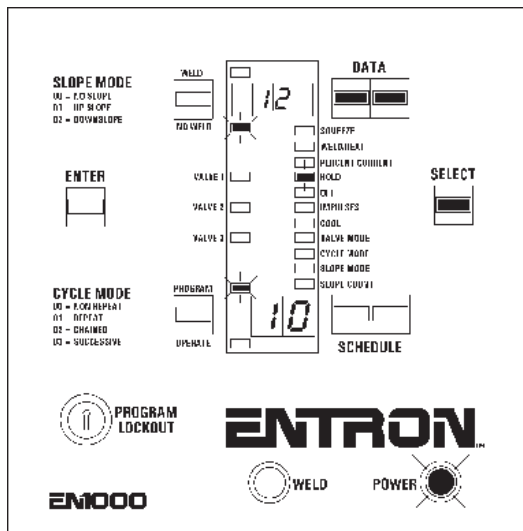 WELD
DATA
SLOPE MODE
00 – NO SLOPE
01 – UP SLOPE
02 – DOWNSLOPE
12
NO WELD
SQUEEZE
WELD/HEAT
PERCENT CURRENT
ENTER
VALVE 1
HOLD
SELECT
OFF
VALVE 2
IMPULSES
COOL
VALVE 3
VALVE MODE
CYCLE MODE
SLOPE MODE
CYCLE MODE
00 – NON REPEAT
01 – REPEAT
02 – CHAINED
03 – SUCCESSIVE
PROGRAM
SLOPE COUNT
10
OPERATE
SCHEDULE
PROGRAM
LOCKOUT
ENTRON
EN1000
WELD
POWER